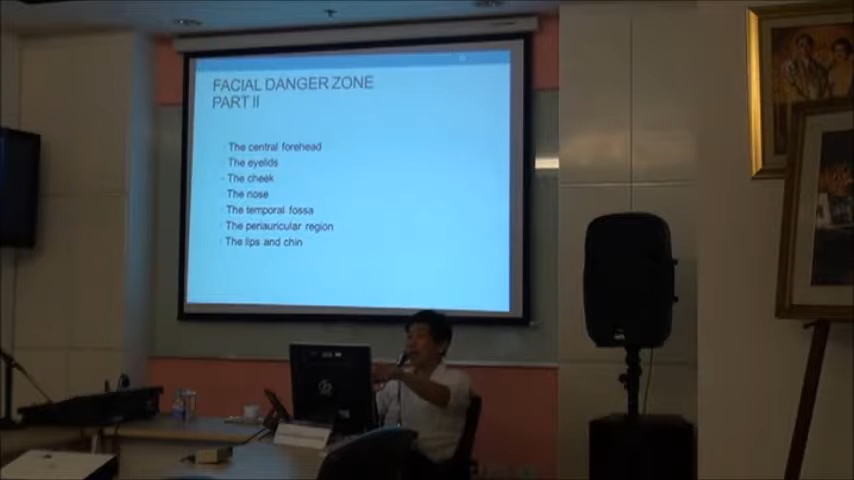 FACIAL DANGER ZONE
PART II
The central forehead
The eyelids
The cheek
The nose
The temporal fossa
The periauricular region
The lips and chin